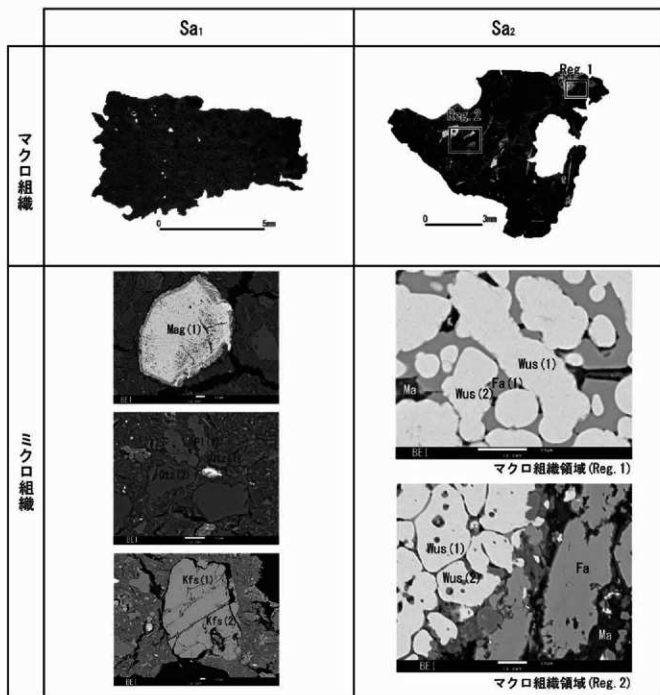 Sa₁
Sa₂
マクロ組織
5mm
0
Reg.1
Reg.2
0
3mm
ミクロ組織
Mag(1)
BEI
BEI
Kfs(1)
Kfs(2)
BEI
Wus(1)
Wus(2)
Fa(1)
Ma
BEI
マクロ組織領域(Reg.1)
Wus(1)
Wus(2)
Fa
Ma
BEI
マクロ組織領域(Reg.2)